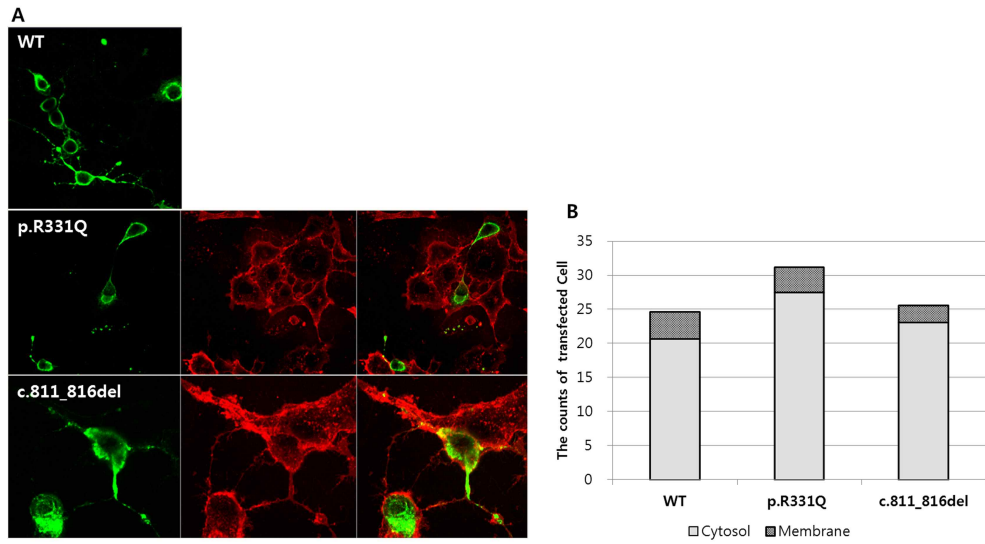 A
WT
p.R331Q
c.811_816del
B
The counts of transfected Cell
35
30
25
20
15
10
5
0
WT
p.R331Q
c.811_816del
Cytosol
Membrane